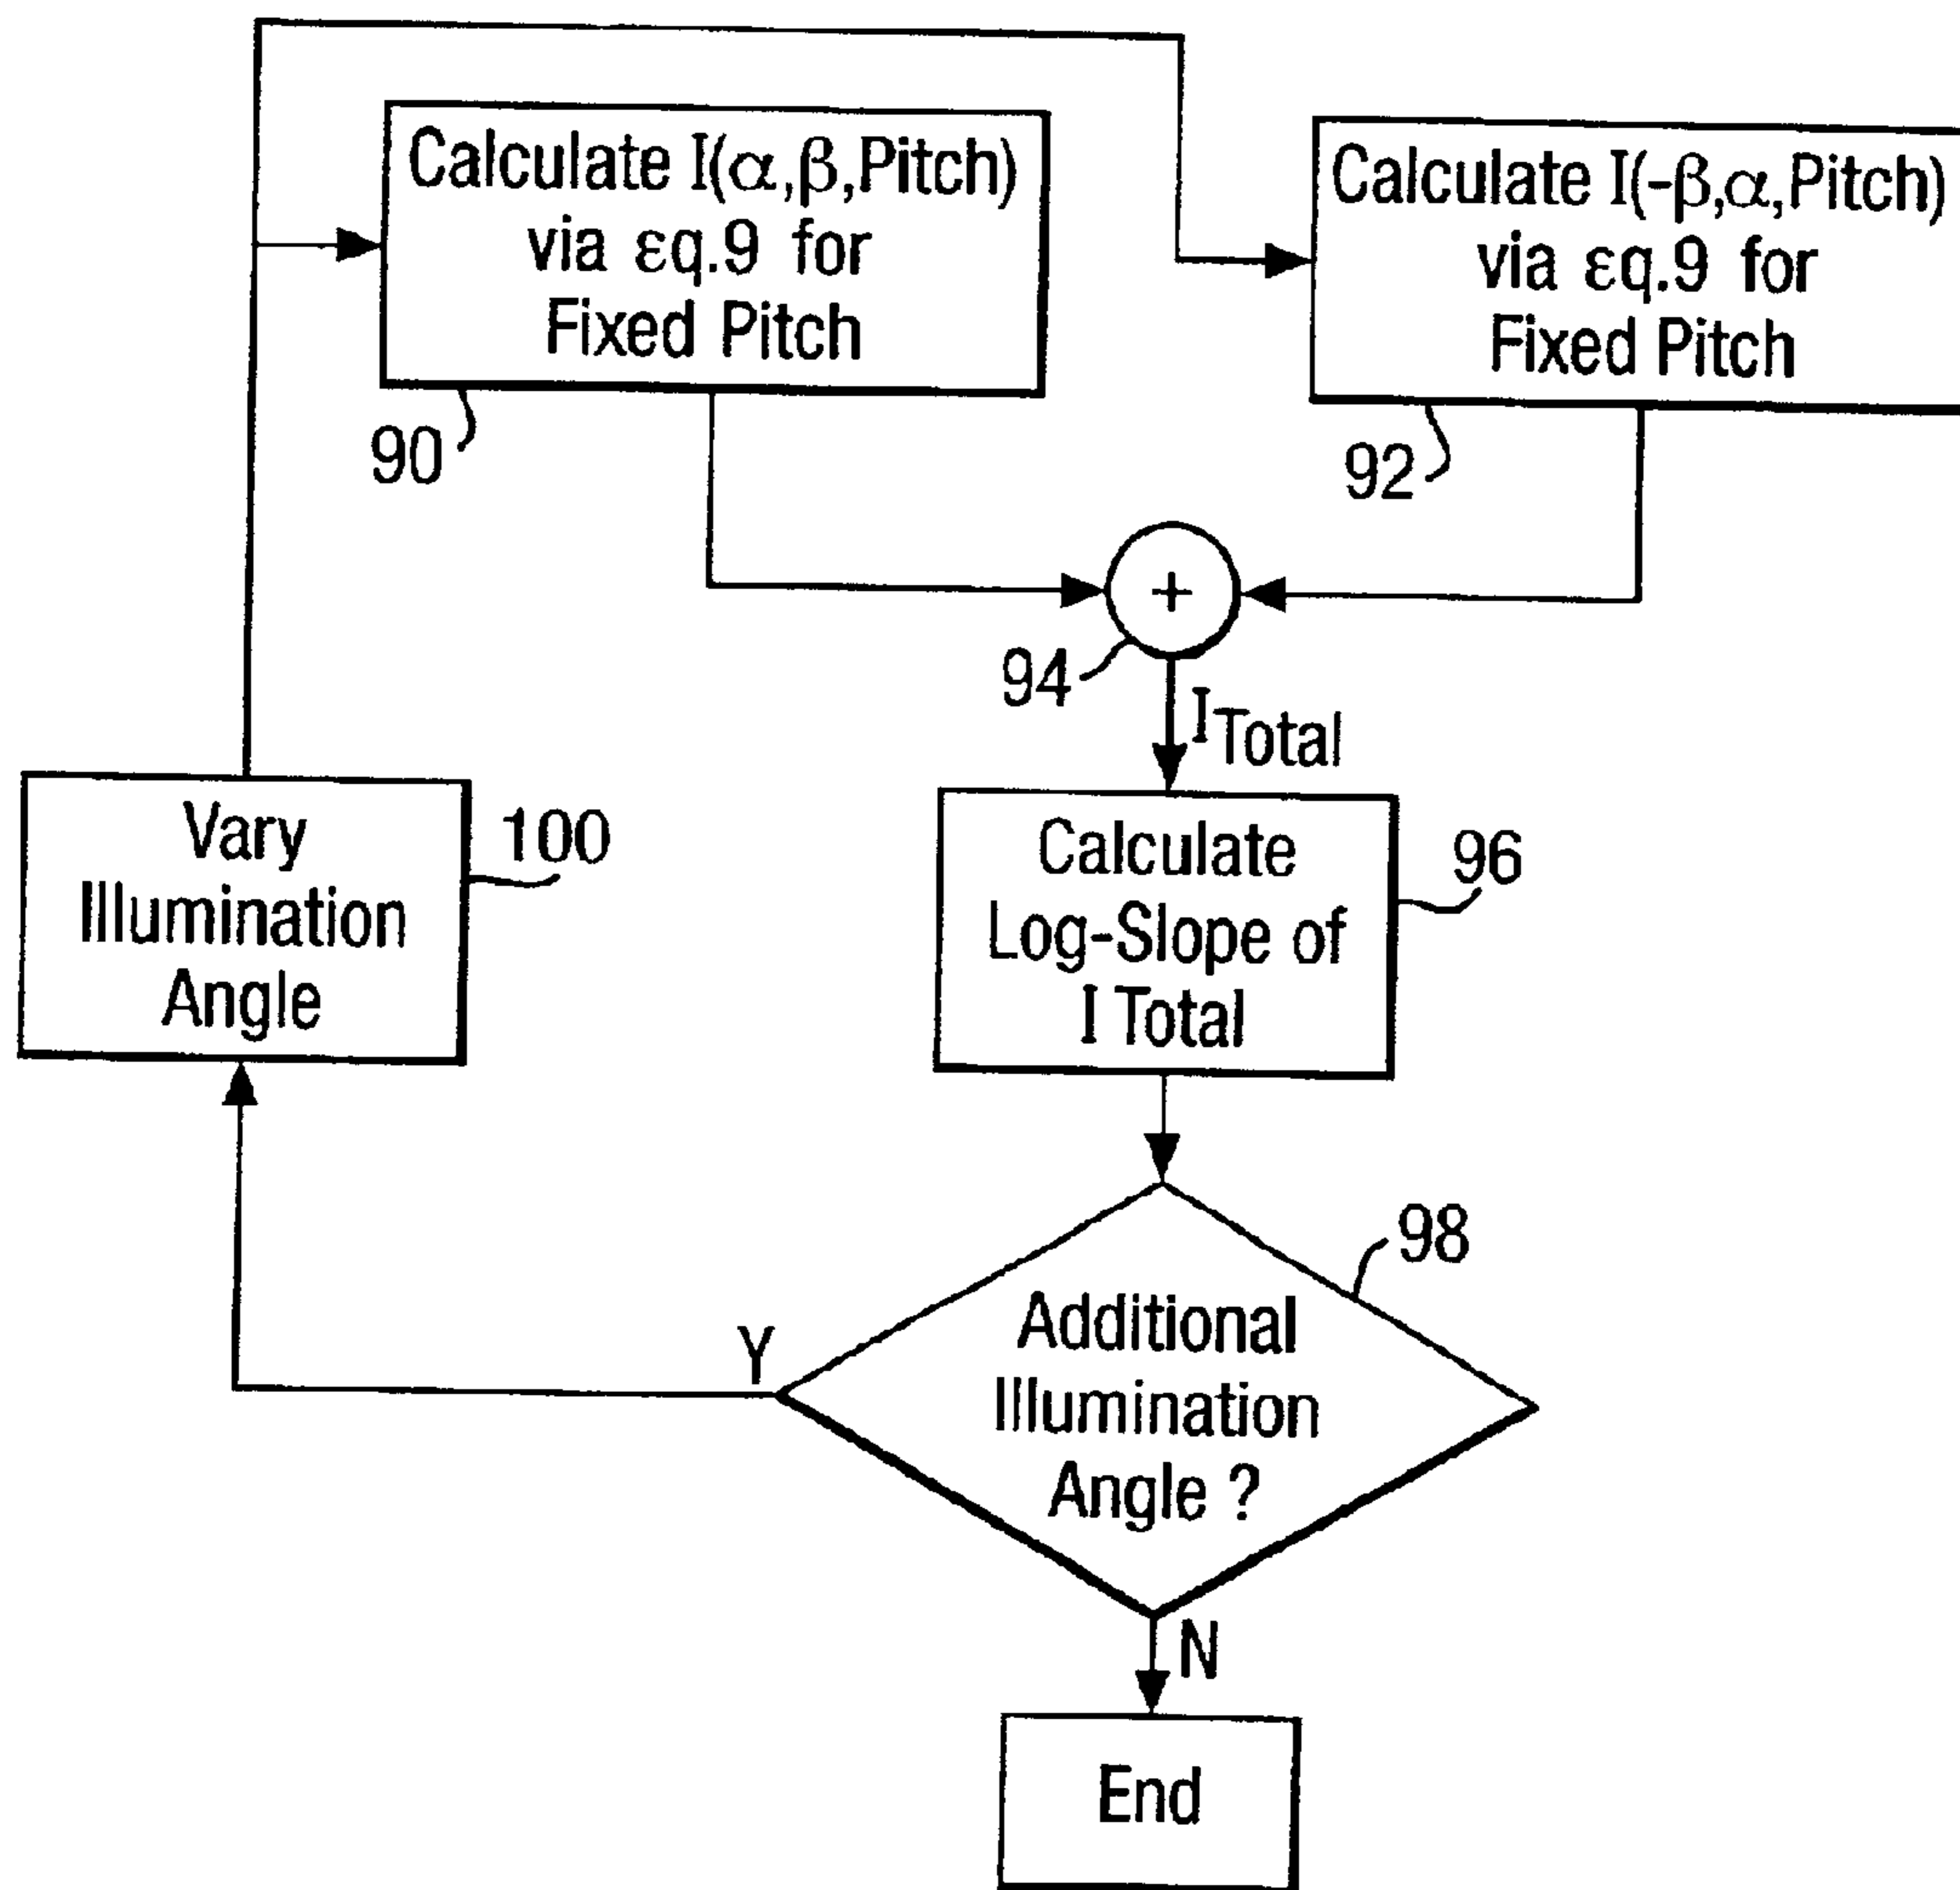 Calculate I(α,β,Pitch)
via εq.9 for
Fixed Pitch
90
Calculate I(-β,α,Pitch)
via εq.9 for
Fixed Pitch
92
+
94
I Total
Vary
Illumination
Angle
100
Calculate
Log-Slope of
I Total
96
98
Additional
Illumination
Angle ?
Y
N
End